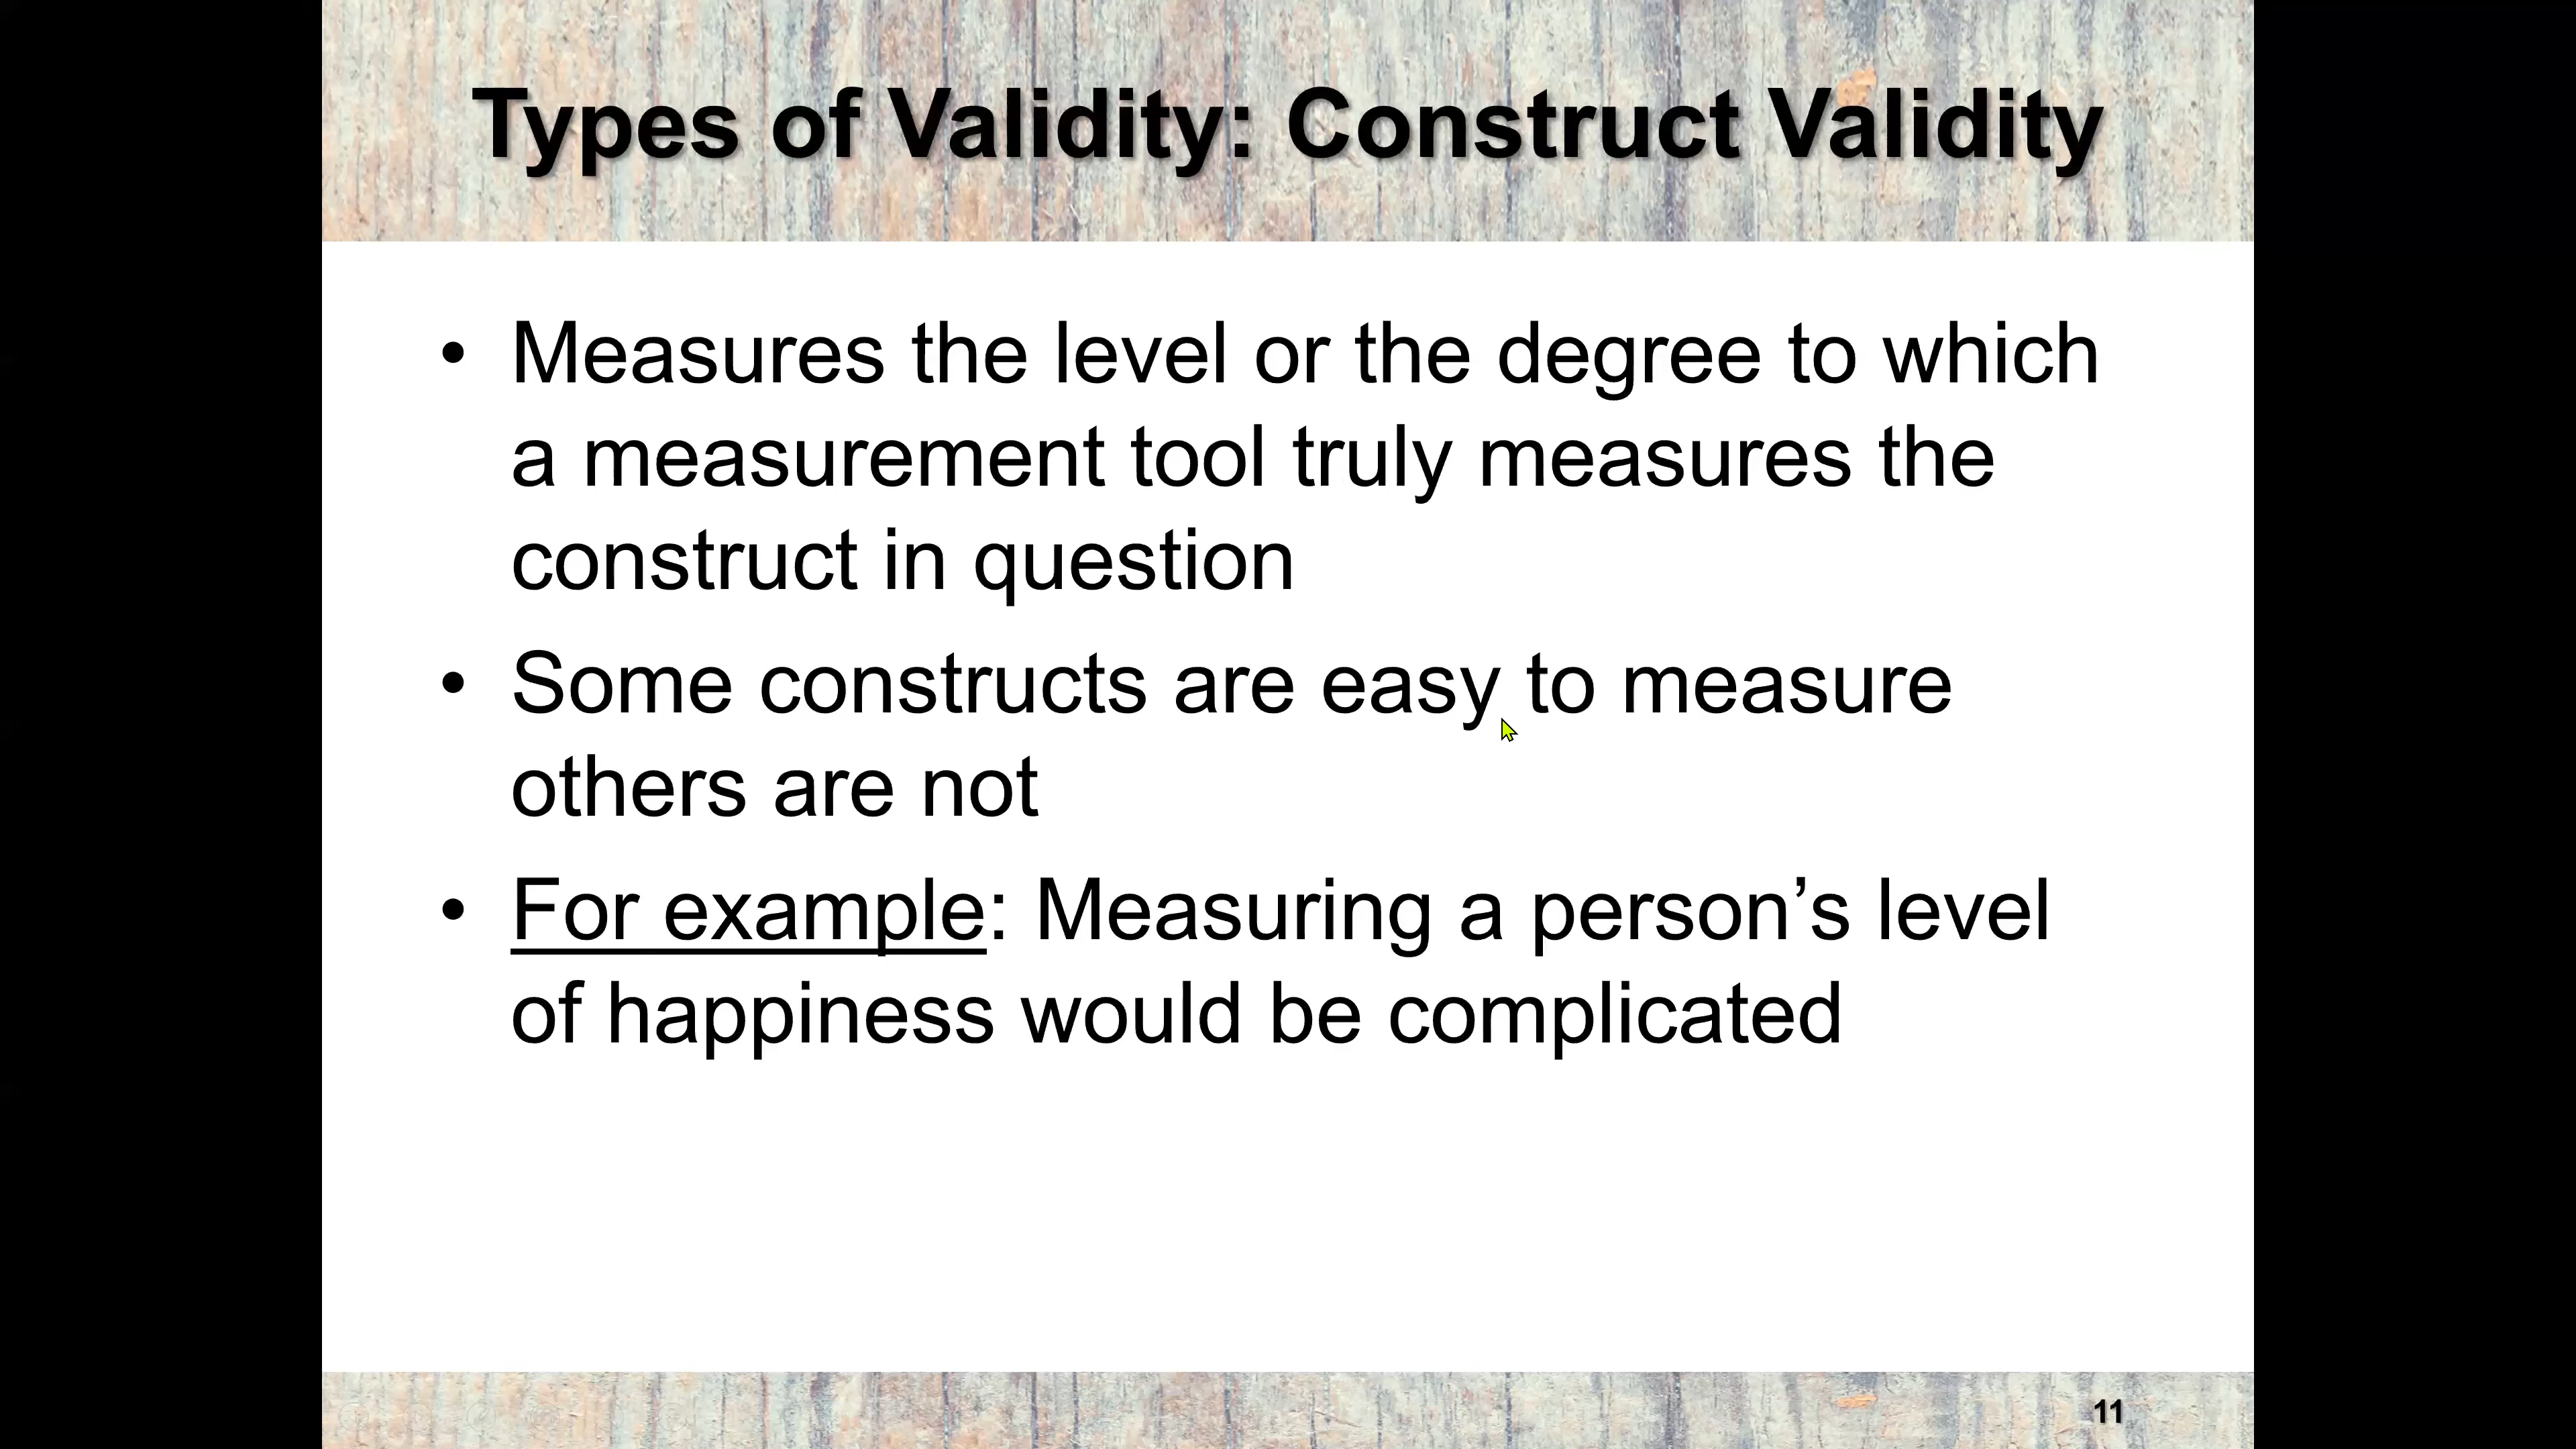 Types of Validity: Construct Validity
• Measures the level or the degree to which
a measurement tool truly measures the
construct in question
• Some constructs are easy to measure
others are not
• For example: Measuring a person’s level
of happiness would be complicated
11